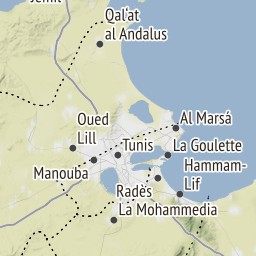 Qal'at
al Andalus
Al Marsá
Oued
Lill
Tunis
La Goulette
Manouba
Hammam-
Lif
Radès
La Mohammedia